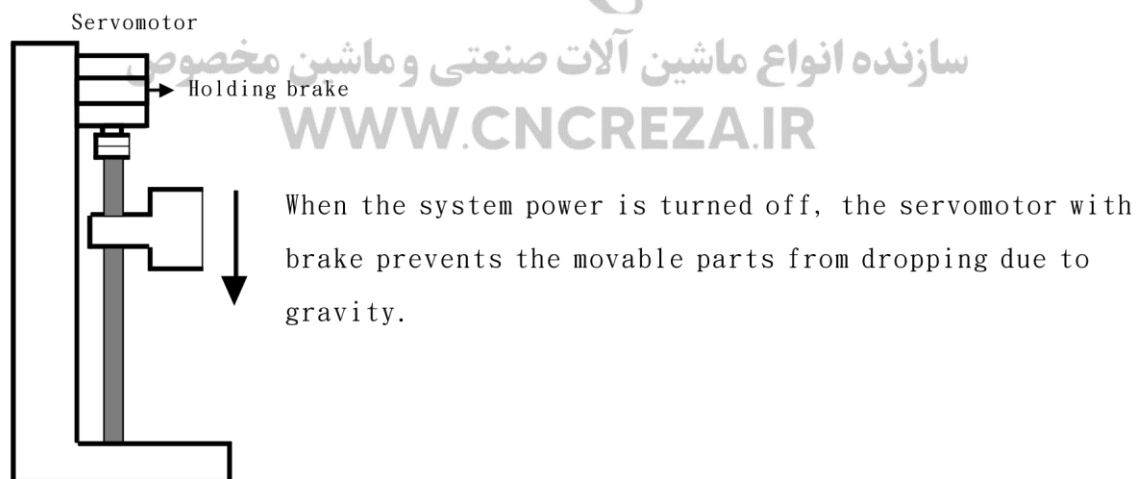 Servomotor
سازنده انواع ماشین آلات صنعتی و ماشین مخصوص
Holding brake
WWW.CNCREZA.IR
When the system power is turned off, the servomotor with
brake prevents the movable parts from dropping due to
gravity.